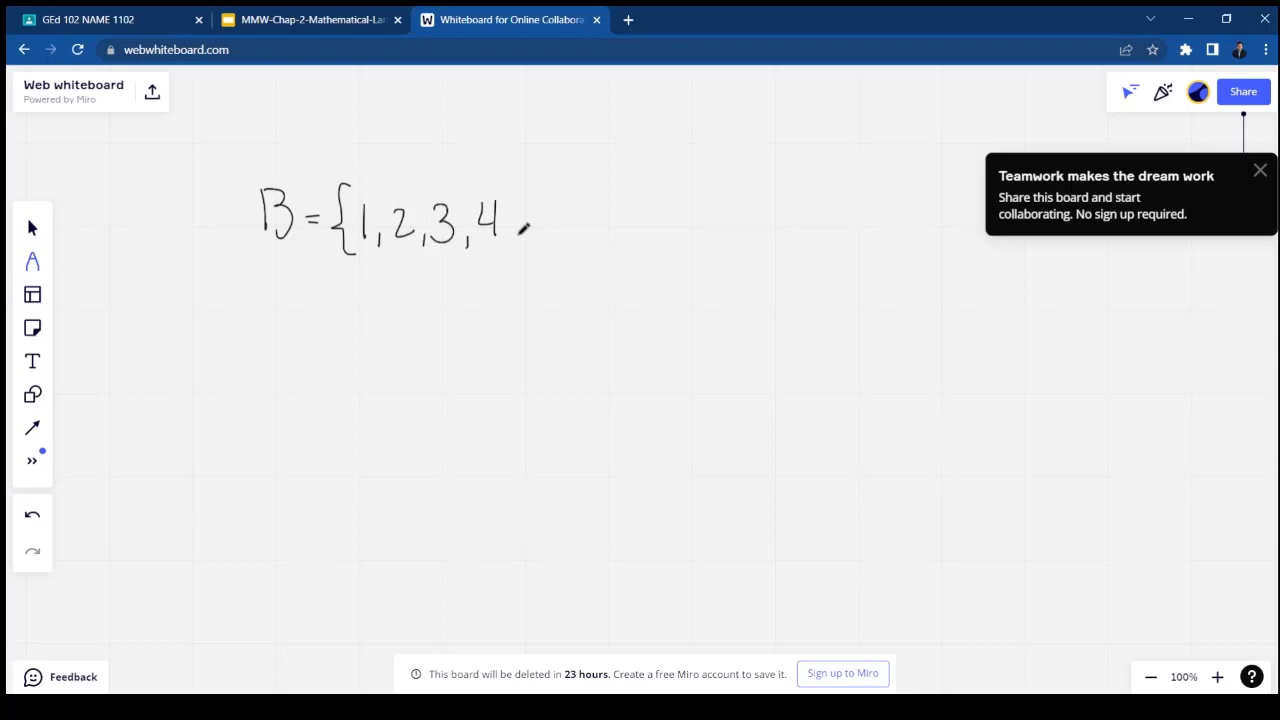 GEd 102 NAME 1102
MMW-Chap-2-Mathematical-Lar
Whiteboard for Online Collabora
webwhiteboard.com
Web whiteboard
Powered by Miro
Share
Teamwork makes the dream work
Share this board and start
collaborating. No sign up required.
B = {1, 2, 3, 4
This board will be deleted in 23 hours. Create a free Miro account to save it.
Sign up to Miro
Feedback
100%